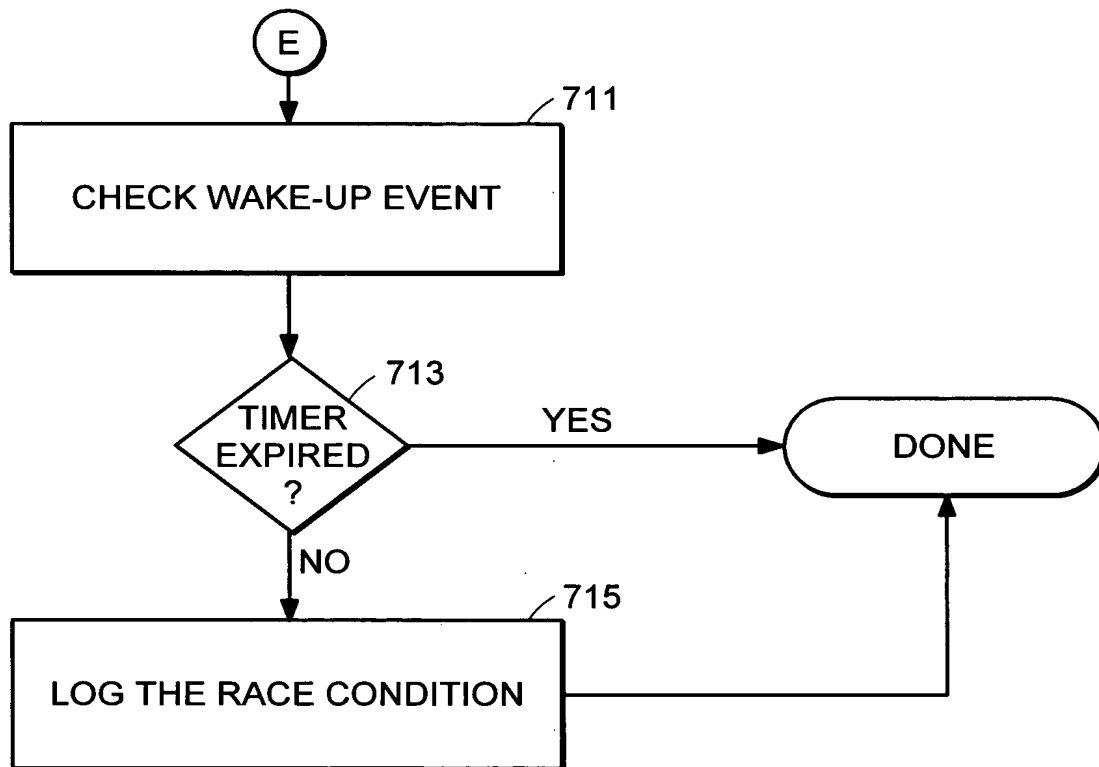 E
711
CHECK WAKE-UP EVENT
713
TIMER
EXPIRED
?
YES
DONE
NO
715
LOG THE RACE CONDITION